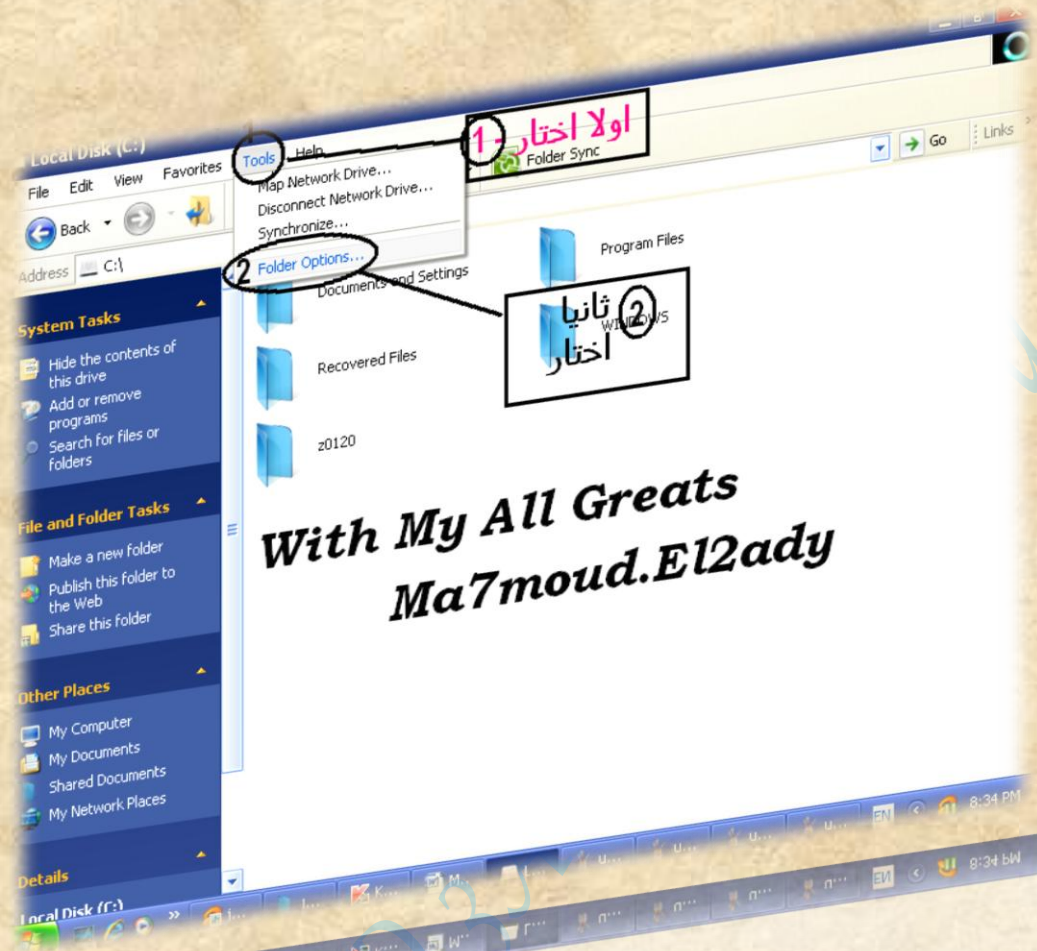 Local Disk (C:)
File Edit View Favorites Tools Help
1 - اولا اختار
Map Network Drive...
Disconnect Network Drive...
Synchronize...
2 Folder Options...
Back
Folder Sync
Go
Links
Address C:\
Documents and Settings
Program Files
Recovered Files
WINDOWS
z0120
2 ثانيا
اختار
System Tasks
Hide the contents of
this drive
Add or remove
programs
Search for files or
folders
File and Folder Tasks
Make a new folder
Publish this folder to
the Web
Share this folder
Other Places
My Computer
My Documents
Shared Documents
My Network Places
Details
Local Disk (C:)
With My All Greats
Ma7moud.El2ady
K...
M...
L...
u...
u...
u...
u...
EN
8:34 PM